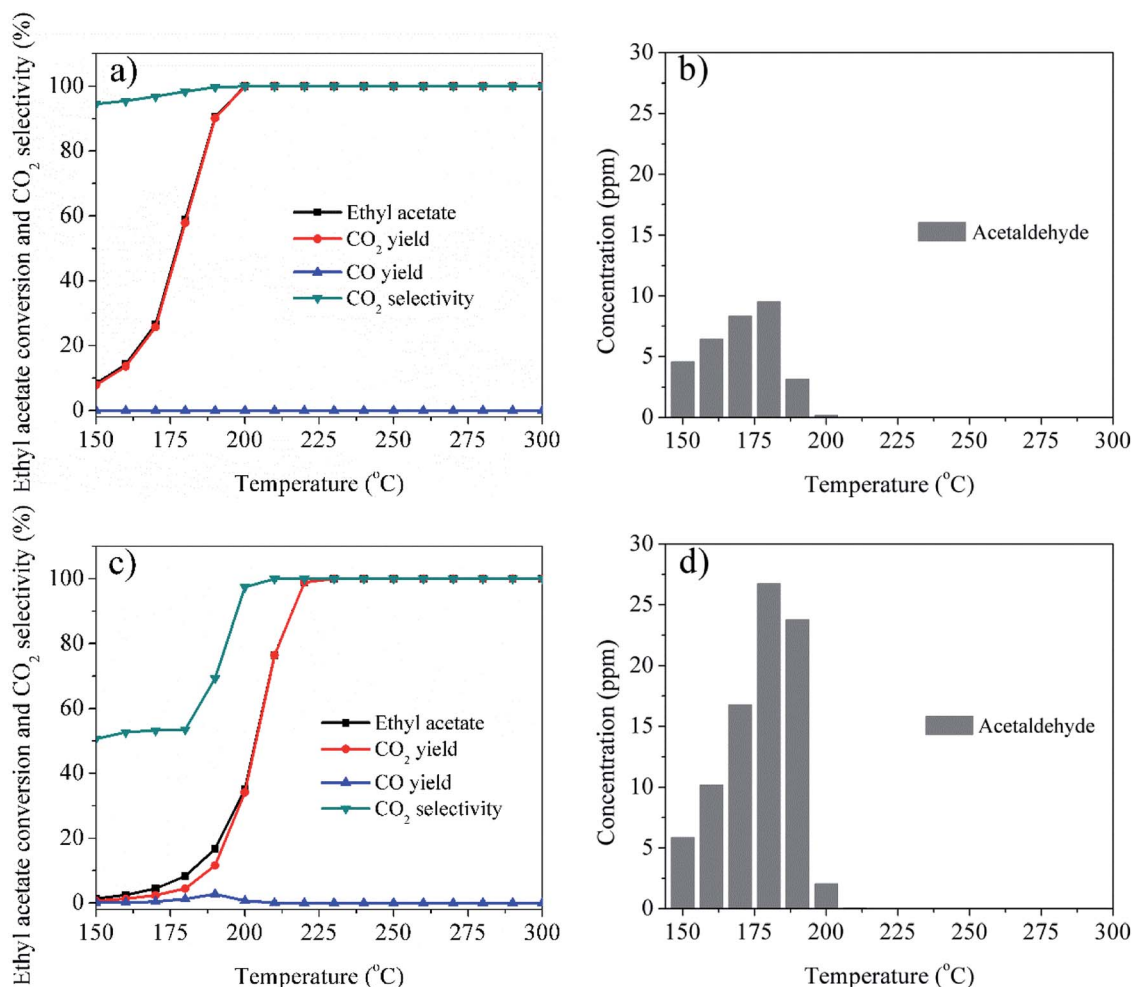 a)
Ethyl acetate conversion and CO2 selectivity (%)
100
80
60
40
20
0
Ethyl acetate
CO2 yield
CO yield
CO2 selectivity
150 175 200 225 250 275 300
Temperature (°C)
b)
Concentration (ppm)
30
25
20
15
10
5
0
Acetaldehyde
150 175 200 225 250 275 300
Temperature (°C)
c)
Ethyl acetate conversion and CO2 selectivity (%)
100
80
60
40
20
0
Ethyl acetate
CO2 yield
CO yield
CO2 selectivity
150 175 200 225 250 275 300
Temperature (°C)
d)
Concentration (ppm)
30
25
20
15
10
5
0
Acetaldehyde
150 175 200 225 250 275 300
Temperature (°C)